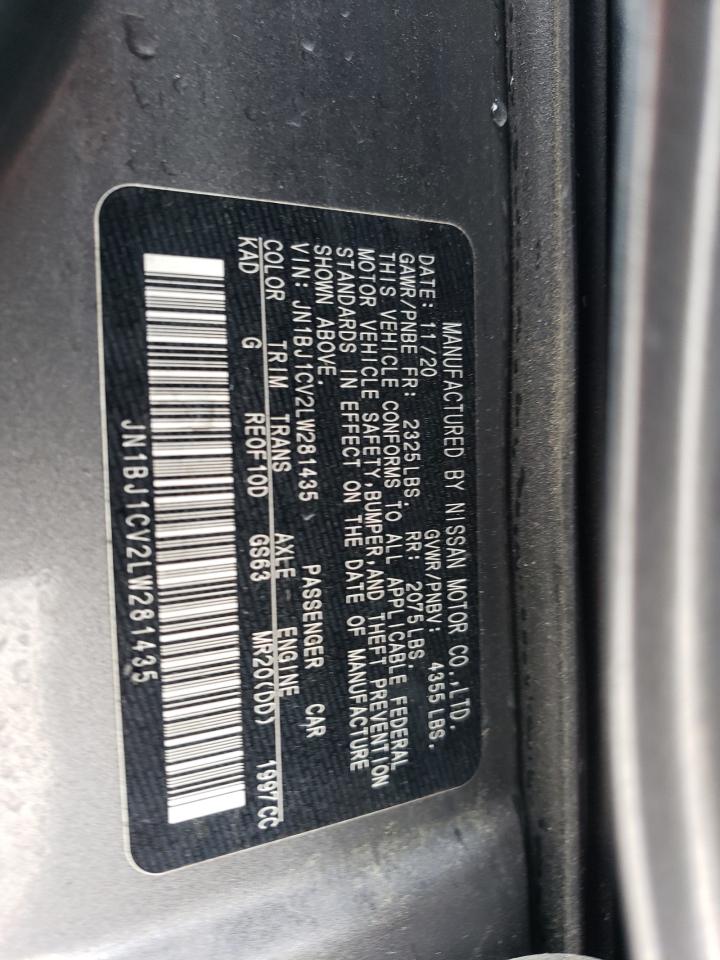 MANUFACTURED BY NISSAN MOTOR CO.,LTD.
DATE: 11/20 GVWR/PNBV: 4355LBS.
GAWR/PNBE FR: 2325LBS. RR: 2075LBS.
THIS VEHICLE CONFORMS TO ALL APPLICABLE FEDERAL
MOTOR VEHICLE SAFETY,BUMPER,AND THEFT PREVENTION
STANDARDS IN EFFECT ON THE DATE OF MANUFACTURE
SHOWN ABOVE.
VIN: JN1BJ1CV2LW281435 PASSENGER CAR
COLOR TRIM TRANS AXLE ENGINE
KAD G RE0F10D GS63 MR20(DD) 1997CC
JN1BJ1CV2LW281435